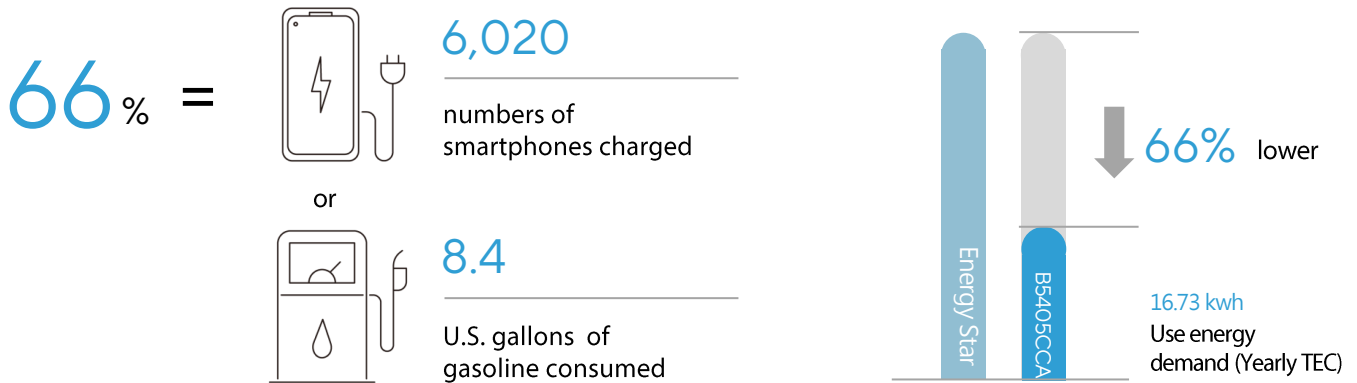 66 %
=
6,020
numbers of
smartphones charged
or
8.4
U.S. gallons of
gasoline consumed
Energy Star
B5405CCA
66% lower
16.73 kwh
Use energy
demand (Yearly TEC)